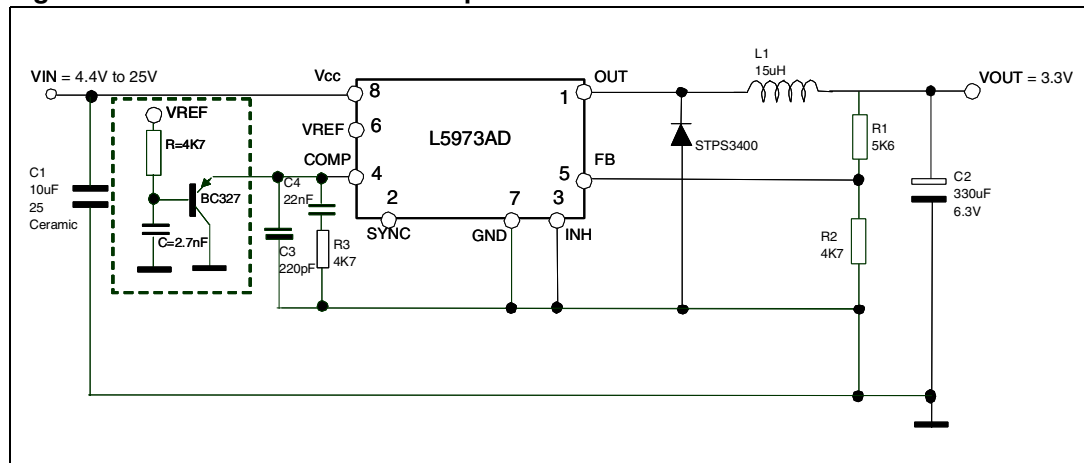 VIN = 4.4V to 25V
VREF
R=4K7
BC327
C=2.7nF
C1
10uF
25
Ceramic
Vcc
8
VREF
6
COMP
4
L5973AD
OUT
1
FB
5
2
SYNC
7
GND
3
INH
C4
22nF
C3
220pF
R3
4K7
L1
15uH
STPS3400
R1
5K6
R2
4K7
VOUT = 3.3V
C2
330uF
6.3V